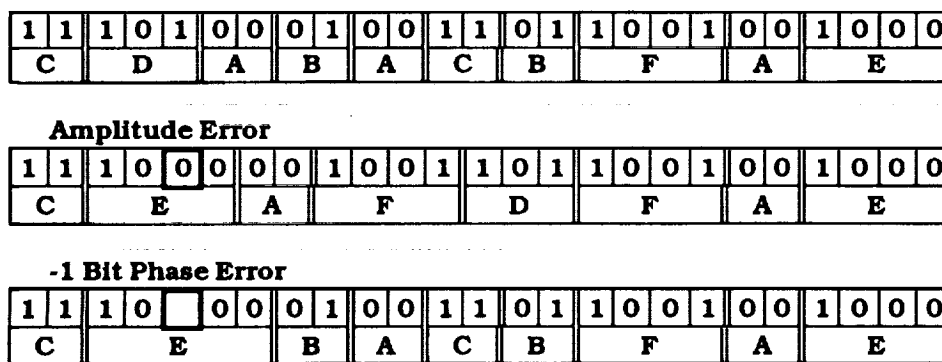 1 1 1 0 1 0 0 0 1 0 0 1 1 0 1 1 0 0 1 0 0 1 0 0 0
C D A B A C B F A E
Amplitude Error
1 1 1 0 0 0 0 0 1 0 0 1 1 0 1 1 0 0 1 0 0 1 0 0 0
C E A F D F A E
-1 Bit Phase Error
1 1 1 0 0 0 0 1 0 0 1 1 0 1 1 0 0 1 0 0 1 0 0 0
C E B A C B F A E